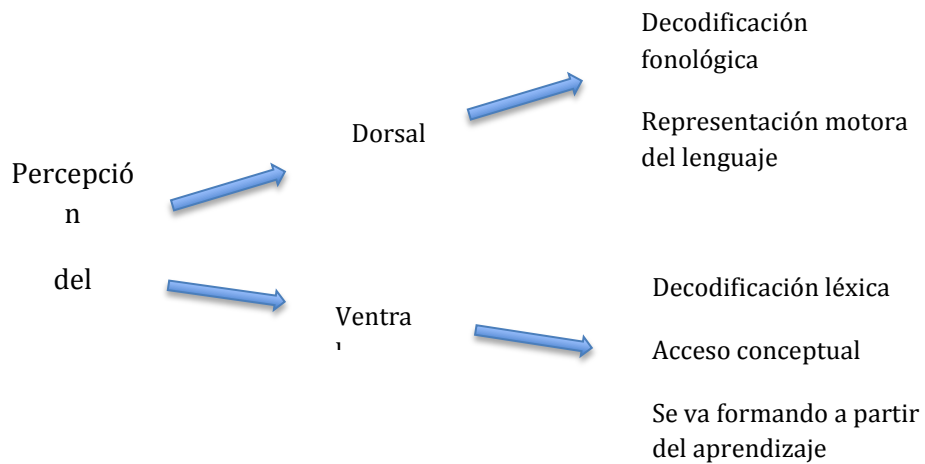 Percepció
n
del
Dorsal
Decodificación
fonológica
Representación motora
del lenguaje
Ventra
Decodificación léxica
Acceso conceptual
Se va formando a partir
del aprendizaje